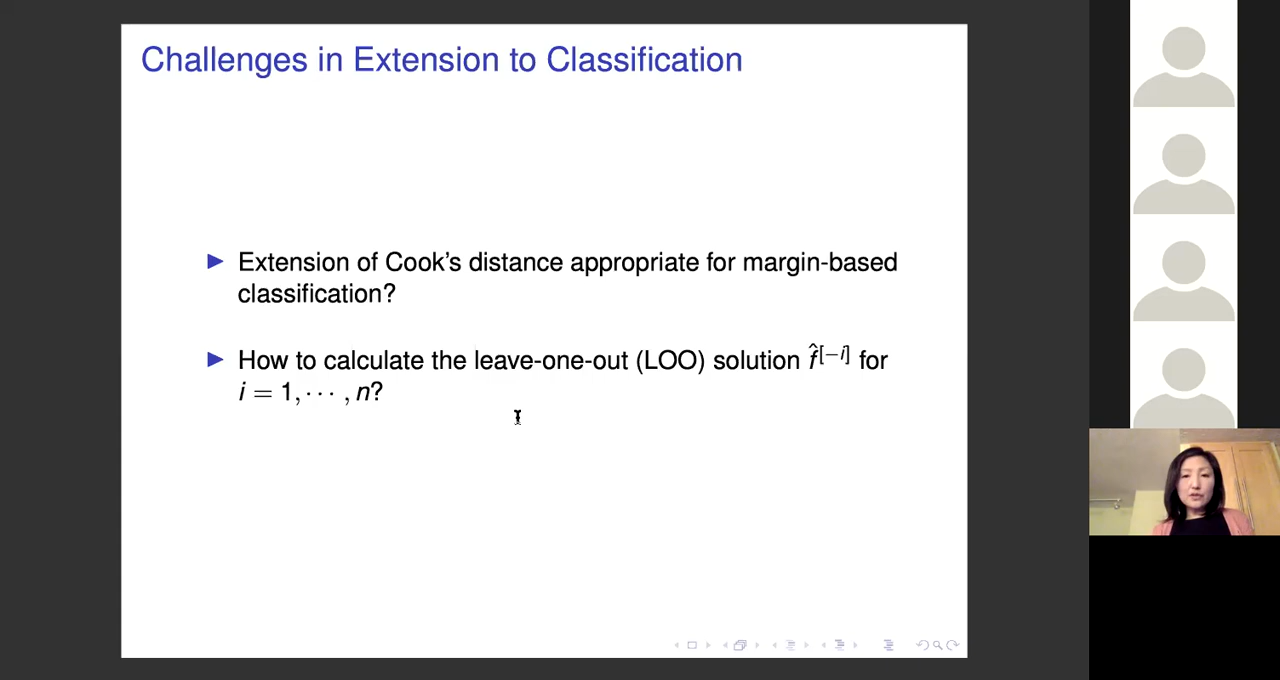 Challenges in Extension to Classification
▶ Extension of Cook's distance appropriate for margin-based
classification?
▶ How to calculate the leave-one-out (LOO) solution f̂^[−i] for
i = 1, ⋯ , n?